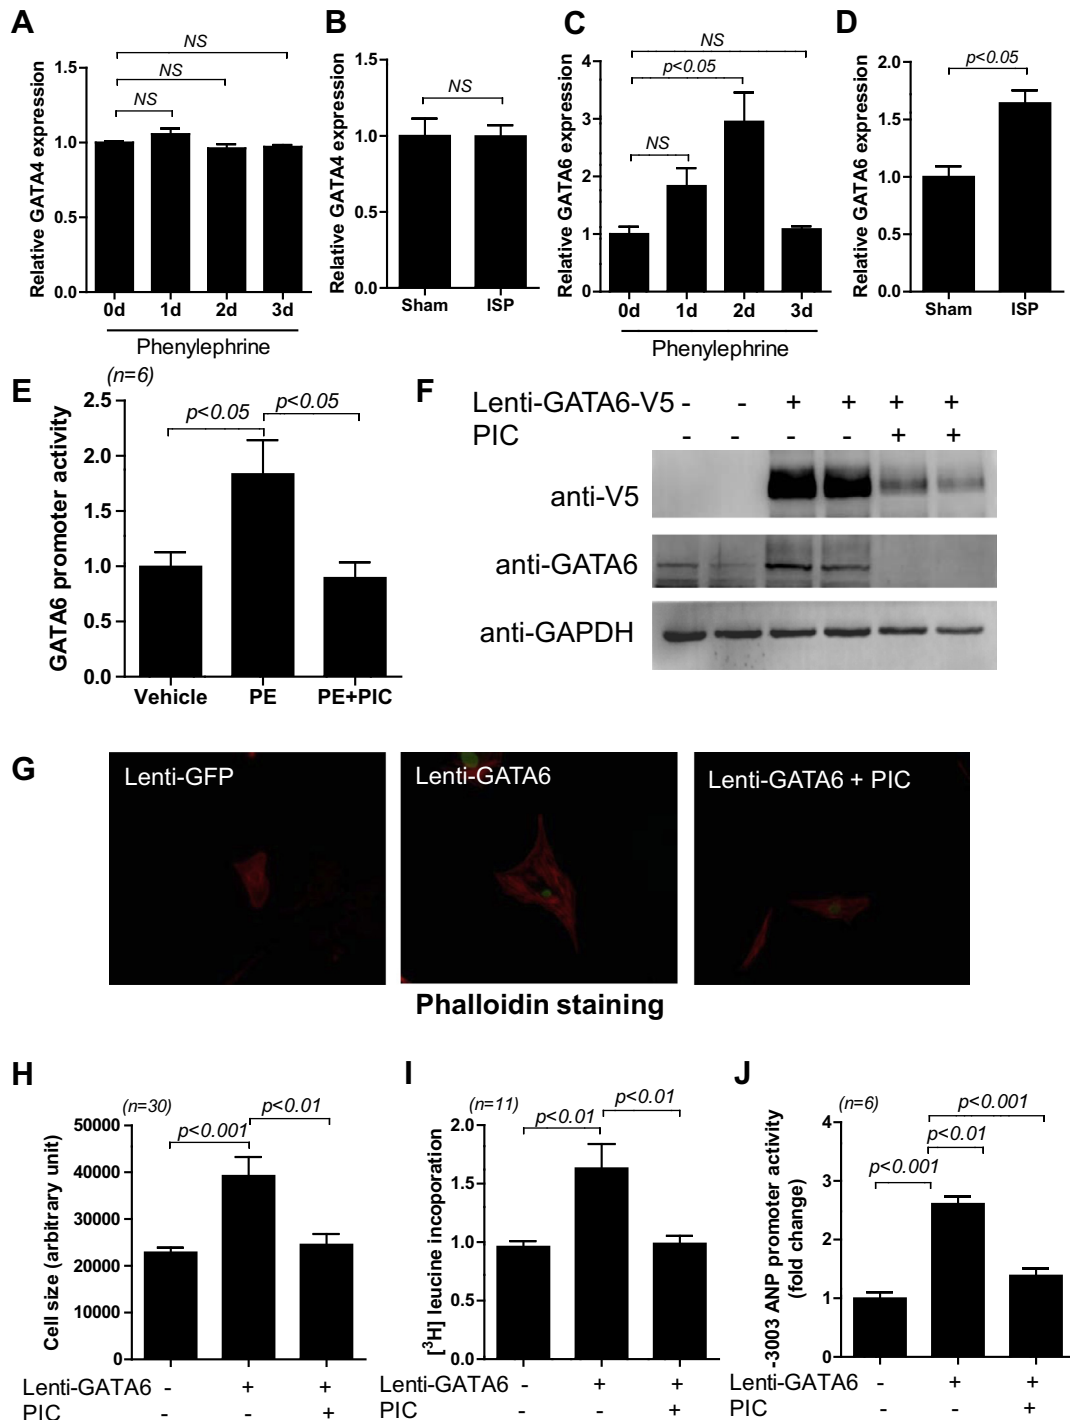 A
Relative GATA4 expression
1.5
1.0
0.5
0.0
NS
NS
NS
0d 1d 2d 3d
Phenylephrine
B
Relative GATA4 expression
1.5
1.0
0.5
0.0
NS
Sham ISP
C
Relative GATA6 expression
4
3
2
1
0
NS
p<0.05
NS
0d 1d 2d 3d
Phenylephrine
D
Relative GATA6 expression
2.0
1.5
1.0
0.5
0.0
p<0.05
Sham ISP
E
(n=6)
GATA6 promoter activity
2.5
2.0
1.5
1.0
0.5
0.0
p<0.05
p<0.05
Vehicle PE PE+PIC
F
Lenti-GATA6-V5 - - + + + +
PIC - - - - + +
anti-V5
anti-GATA6
anti-GAPDH
G
Lenti-GFP
Lenti-GATA6
Lenti-GATA6 + PIC
Phalloidin staining
H
(n=30)
Cell size (arbitrary unit)
50000
40000
30000
20000
10000
0
p<0.01
p<0.001
Lenti-GATA6 - + +
PIC - - +
I
(n=11)
[³H] leucine incoporation
2.0
1.5
1.0
0.5
0.0
p<0.01
p<0.01
Lenti-GATA6 - + +
PIC - - +
J
(n=6)
-3003 ANP promoter activity
(fold change)
4
3
2
1
0
p<0.001
p<0.01
p<0.001
Lenti-GATA6 - + +
PIC - - +